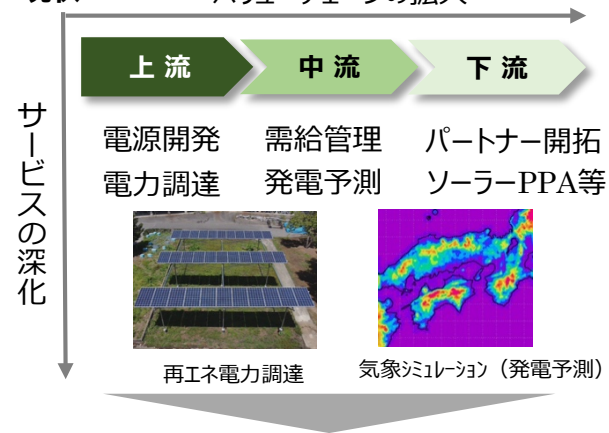 バリューチェーンの拡大
上流
中流
下流
サービスの深化
電源開発
電力調達
需給管理
発電予測
パートナー開拓
ソーラーPPA等
再エネ電力調達
気象シミュレーション（発電予測）